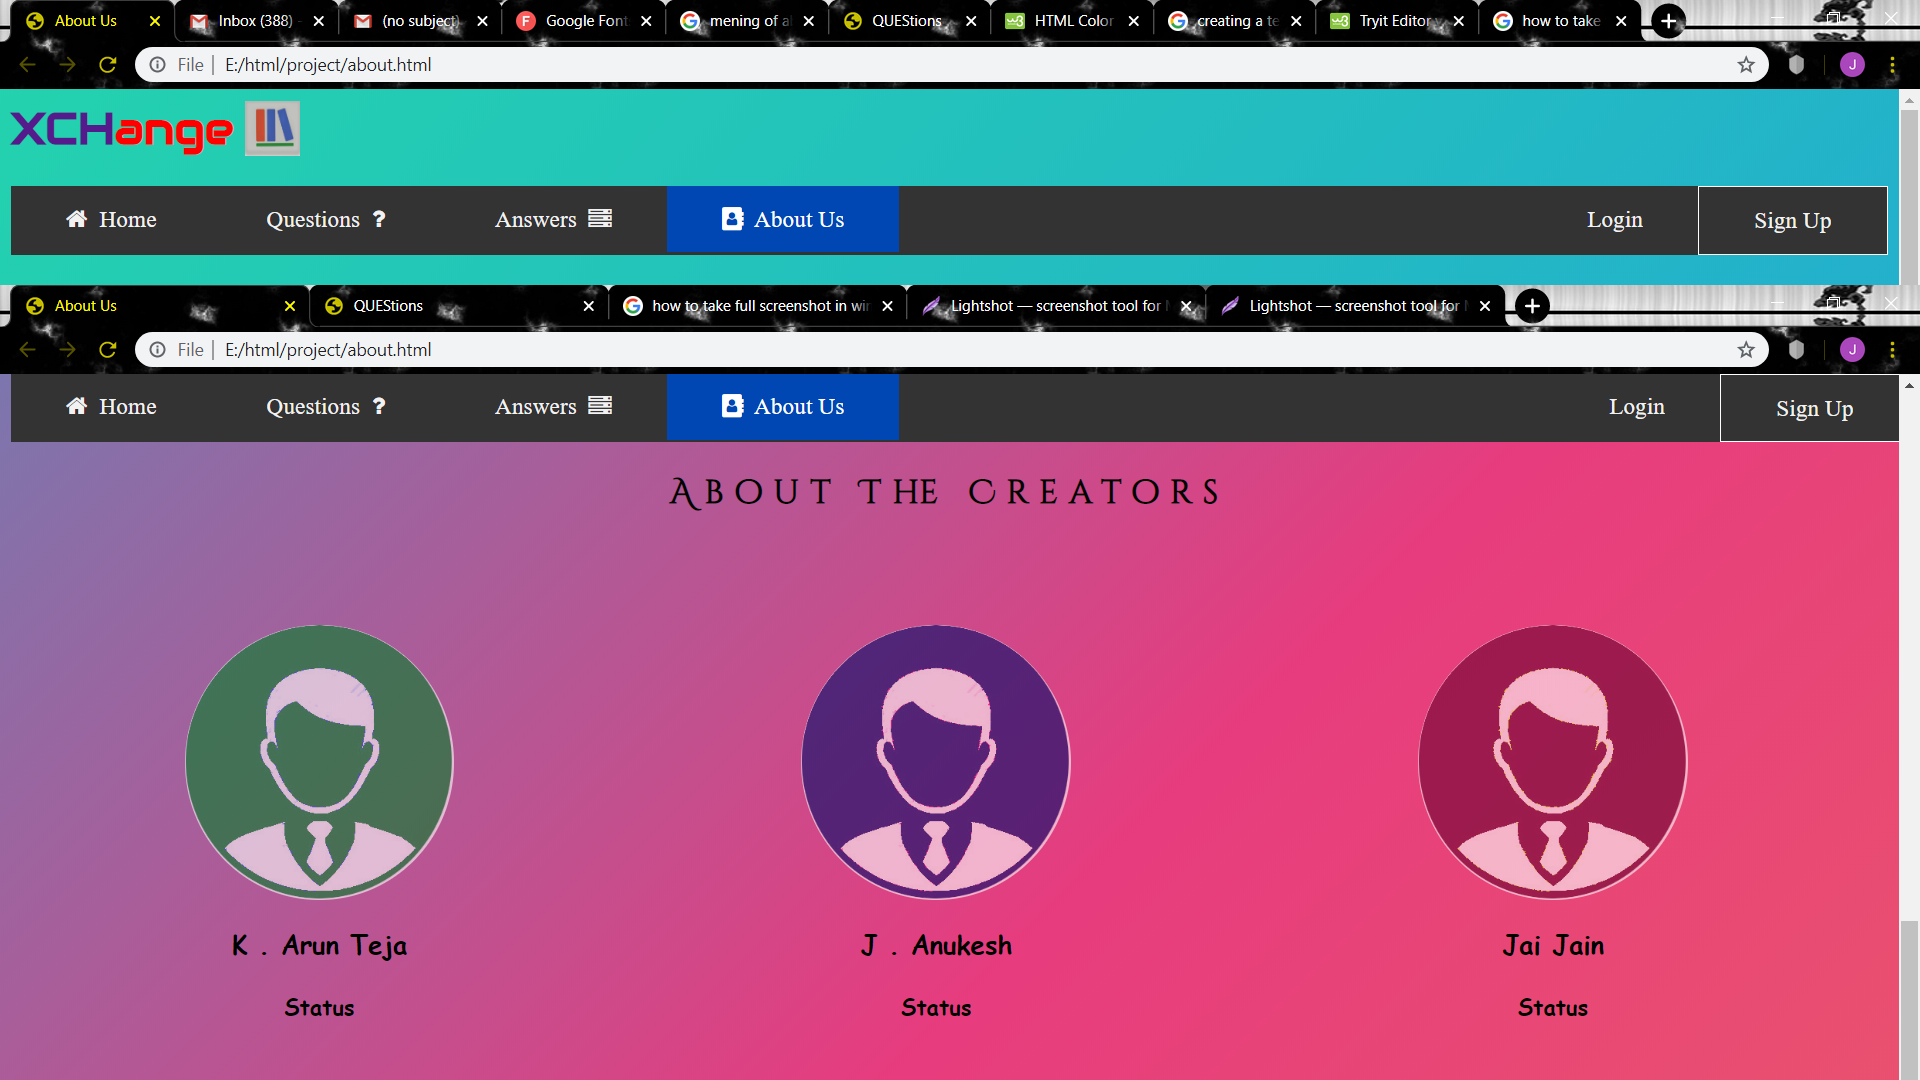 About Us Inbox (388) - (no subject) Google Font mening of a QUEStions HTML Color creating a te Tryit Editor how to take
File E:/html/project/about.html J
XCHange
Home Questions ? Answers About Us Login Sign Up
About Us QUEStions how to take full screenshot in win Lightshot — screenshot tool for Lightshot — screenshot tool for
File E:/html/project/about.html J
Home Questions ? Answers About Us Login Sign Up
About The Creators
K . Arun Teja J . Anukesh Jai Jain
Status Status Status